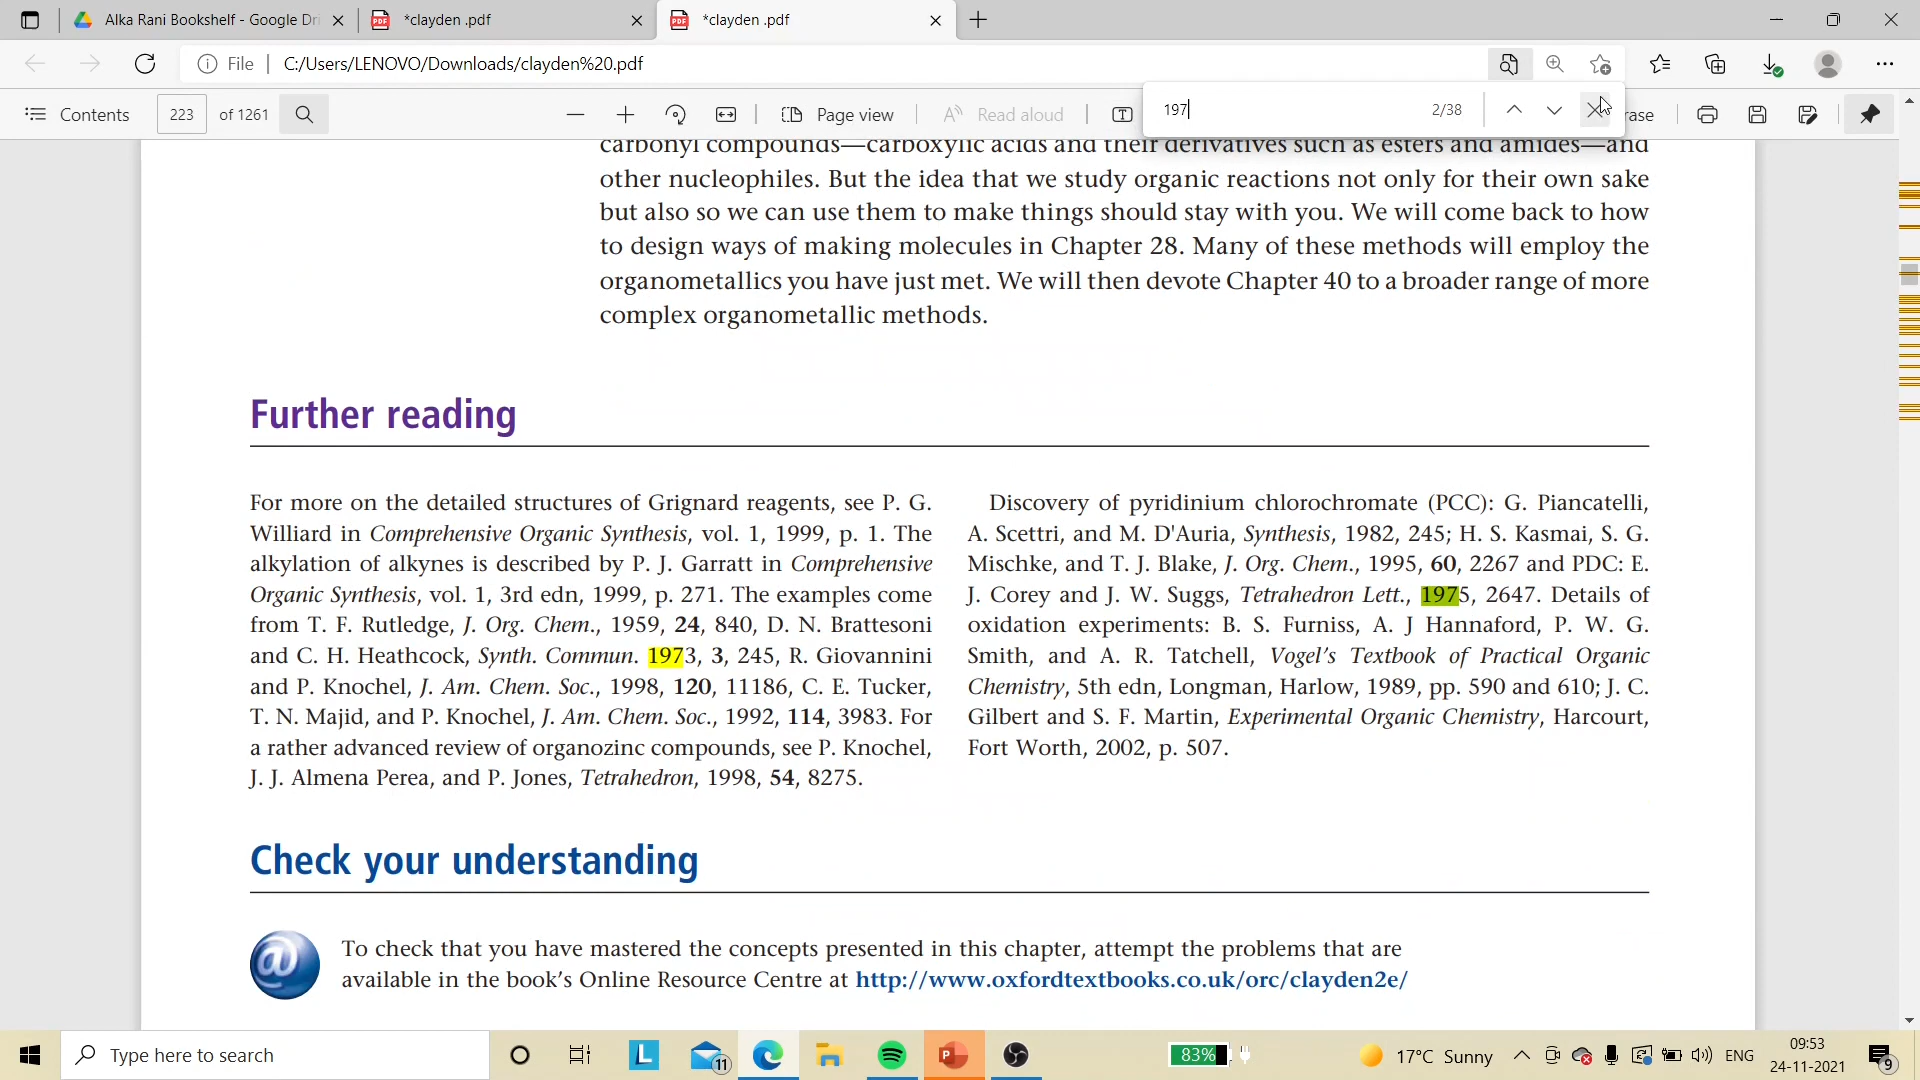 Alka Rani Bookshelf - Google Dri
*clayden .pdf
*clayden .pdf
File
C:/Users/LENOVO/Downloads/clayden%20.pdf
Contents
223
of 1261
Page view
Read aloud
rase
197
2/38
carbonyl compounds—carboxylic acids and their derivatives such as esters and amides—and
other nucleophiles. But the idea that we study organic reactions not only for their own sake
but also so we can use them to make things should stay with you. We will come back to how
to design ways of making molecules in Chapter 28. Many of these methods will employ the
organometallics you have just met. We will then devote Chapter 40 to a broader range of more
complex organometallic methods.
Further reading
For more on the detailed structures of Grignard reagents, see P. G.
Williard in Comprehensive Organic Synthesis, vol. 1, 1999, p. 1. The
alkylation of alkynes is described by P. J. Garratt in Comprehensive
Organic Synthesis, vol. 1, 3rd edn, 1999, p. 271. The examples come
from T. F. Rutledge, J. Org. Chem., 1959, 24, 840, D. N. Brattesoni
and C. H. Heathcock, Synth. Commun. 1973, 3, 245, R. Giovannini
and P. Knochel, J. Am. Chem. Soc., 1998, 120, 11186, C. E. Tucker,
T. N. Majid, and P. Knochel, J. Am. Chem. Soc., 1992, 114, 3983. For
a rather advanced review of organozinc compounds, see P. Knochel,
J. J. Almena Perea, and P. Jones, Tetrahedron, 1998, 54, 8275.
Discovery of pyridinium chlorochromate (PCC): G. Piancatelli,
A. Scettri, and M. D'Auria, Synthesis, 1982, 245; H. S. Kasmai, S. G.
Mischke, and T. J. Blake, J. Org. Chem., 1995, 60, 2267 and PDC: E.
J. Corey and J. W. Suggs, Tetrahedron Lett., 1975, 2647. Details of
oxidation experiments: B. S. Furniss, A. J Hannaford, P. W. G.
Smith, and A. R. Tatchell, Vogel's Textbook of Practical Organic
Chemistry, 5th edn, Longman, Harlow, 1989, pp. 590 and 610; J. C.
Gilbert and S. F. Martin, Experimental Organic Chemistry, Harcourt,
Fort Worth, 2002, p. 507.
Check your understanding
@
To check that you have mastered the concepts presented in this chapter, attempt the problems that are
available in the book's Online Resource Centre at http://www.oxfordtextbooks.co.uk/orc/clayden2e/
Type here to search
L
11
83%
17°C Sunny
ENG
09:53
24-11-2021
9